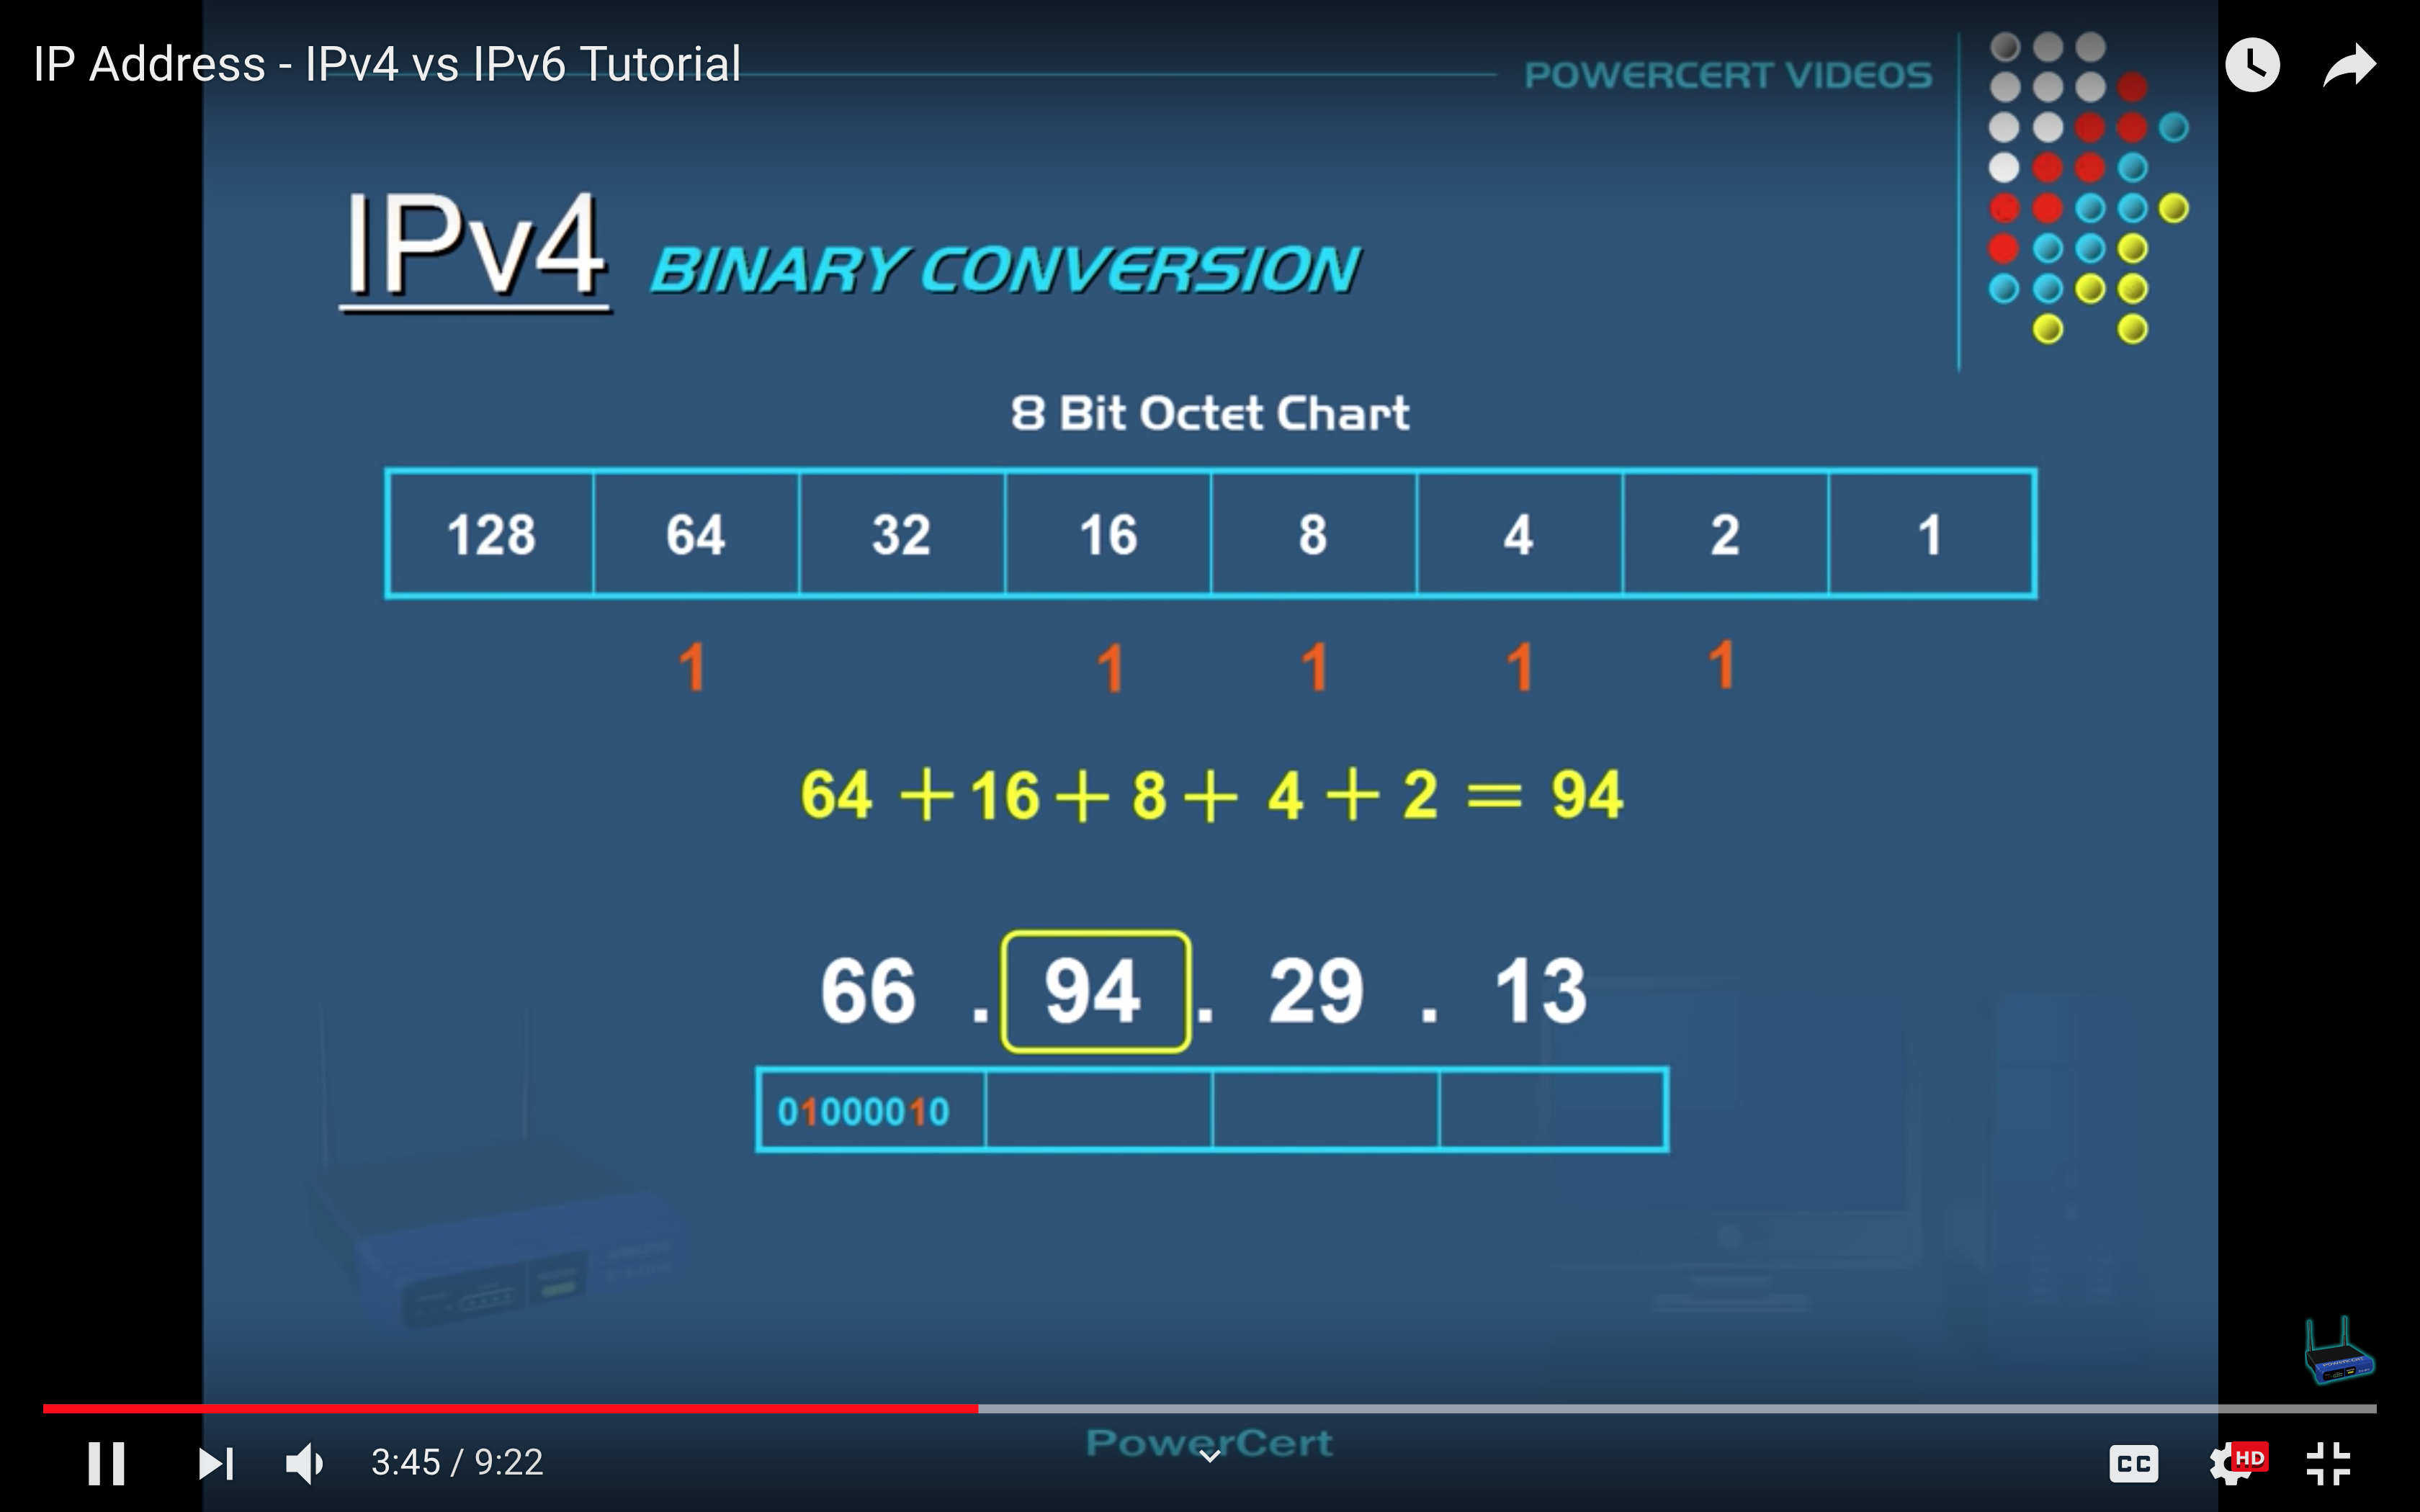 IP Address - IPv4 vs IPv6 Tutorial
POWERCERT VIDEOS
IPv4 BINARY CONVERSION
8 Bit Octet Chart
128 64 32 16 8 4 2 1
1 1 1 1 1
64 + 16 + 8 + 4 + 2 = 94
66 . 94 . 29 . 13
01000010
PowerCert
3:45 / 9:22
CC
HD